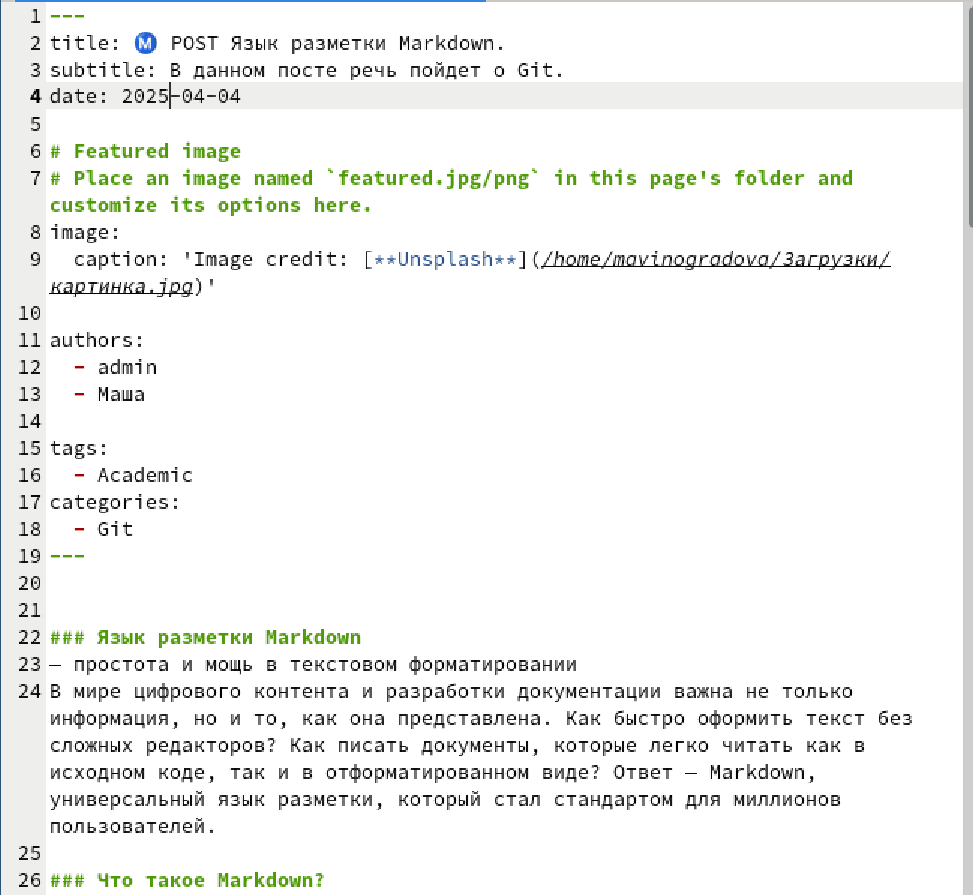 1 ---
2 title: Ⓜ️ POST Язык разметки Markdown.
3 subtitle: В данном посте речь пойдет о Git.
4 date: 2025-04-04
5
6 # Featured image
7 # Place an image named `featured.jpg/png` in this page's folder and
customize its options here.
8 image:
9   caption: 'Image credit: [**Unsplash**](/home/mavinogradova/Загрузки/
картинка.jpg)'
10
11 authors:
12   - admin
13   - Маша
14
15 tags:
16   - Academic
17 categories:
18   - Git
19 ---
20
21
22 ### Язык разметки Markdown
23 — простота и мощь в текстовом форматировании
24 В мире цифрового контента и разработки документации важна не только
информация, но и то, как она представлена. Как быстро оформить текст без
сложных редакторов? Как писать документы, которые легко читать как в
исходном коде, так и в отформатированном виде? Ответ — Markdown,
универсальный язык разметки, который стал стандартом для миллионов
пользователей.
25
26 ### Что такое Markdown?